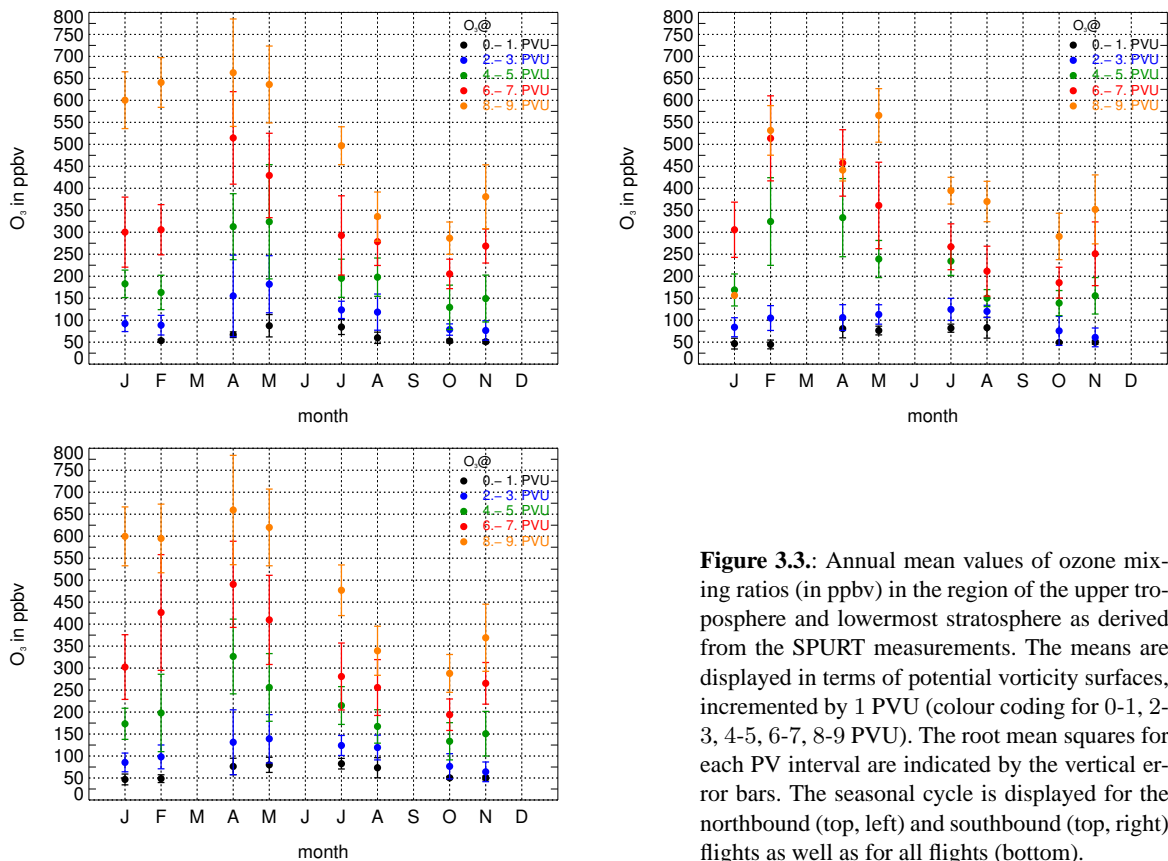 800
750
700
650
600
550
500
450
400
350
300
250
200
150
100
50
0
O₃ in ppbv
O₃@
0.– 1. PVU
2.– 3. PVU
4.– 5. PVU
6.– 7. PVU
8.– 9. PVU
J F M A M J J A S O N D
month
800
750
700
650
600
550
500
450
400
350
300
250
200
150
100
50
0
O₃ in ppbv
O₃@
0.– 1. PVU
2.– 3. PVU
4.– 5. PVU
6.– 7. PVU
8.– 9. PVU
J F M A M J J A S O N D
month
800
750
700
650
600
550
500
450
400
350
300
250
200
150
100
50
0
O₃ in ppbv
O₃@
0.– 1. PVU
2.– 3. PVU
4.– 5. PVU
6.– 7. PVU
8.– 9. PVU
J F M A M J J A S O N D
month
Figure 3.3.: Annual mean values of ozone mix-
ing ratios (in ppbv) in the region of the upper tro-
posphere and lowermost stratosphere as derived
from the SPURT measurements. The means are
displayed in terms of potential vorticity surfaces,
incremented by 1 PVU (colour coding for 0-1, 2-
3, 4-5, 6-7, 8-9 PVU). The root mean squares for
each PV interval are indicated by the vertical er-
ror bars. The seasonal cycle is displayed for the
northbound (top, left) and southbound (top, right)
flights as well as for all flights (bottom).